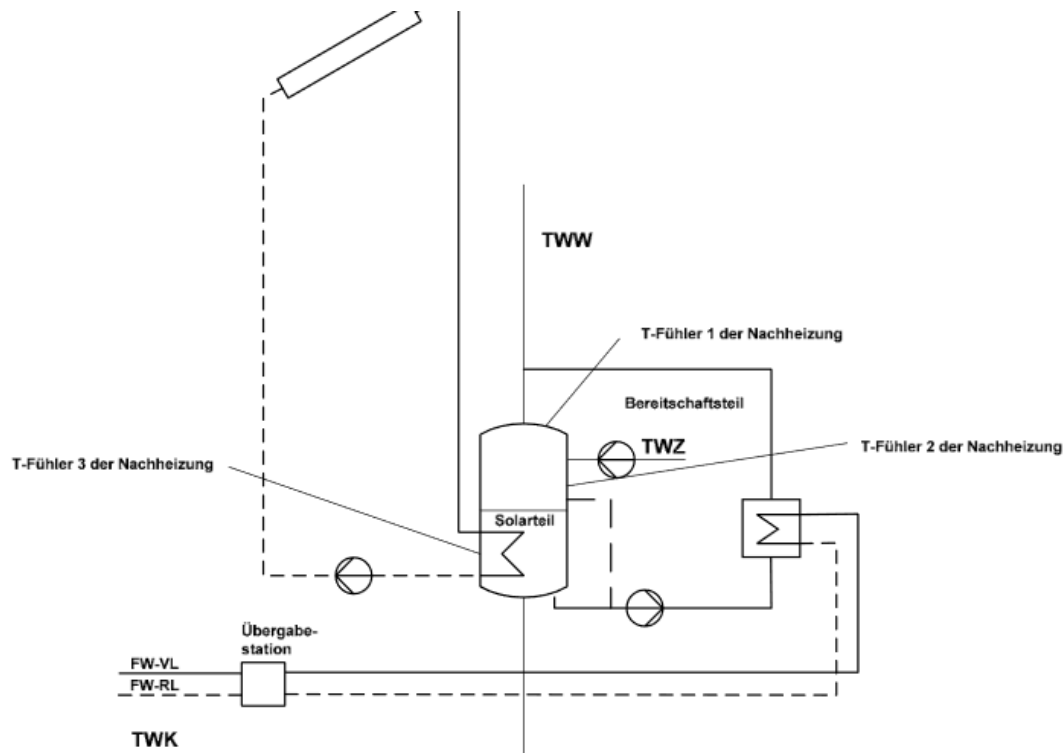 TWW
T-Fühler 1 der Nachheizung
Bereitschaftsteil
TWZ
T-Fühler 2 der Nachheizung
T-Fühler 3 der Nachheizung
Solarteil
Übergabe-
station
FW-VL
FW-RL
TWK